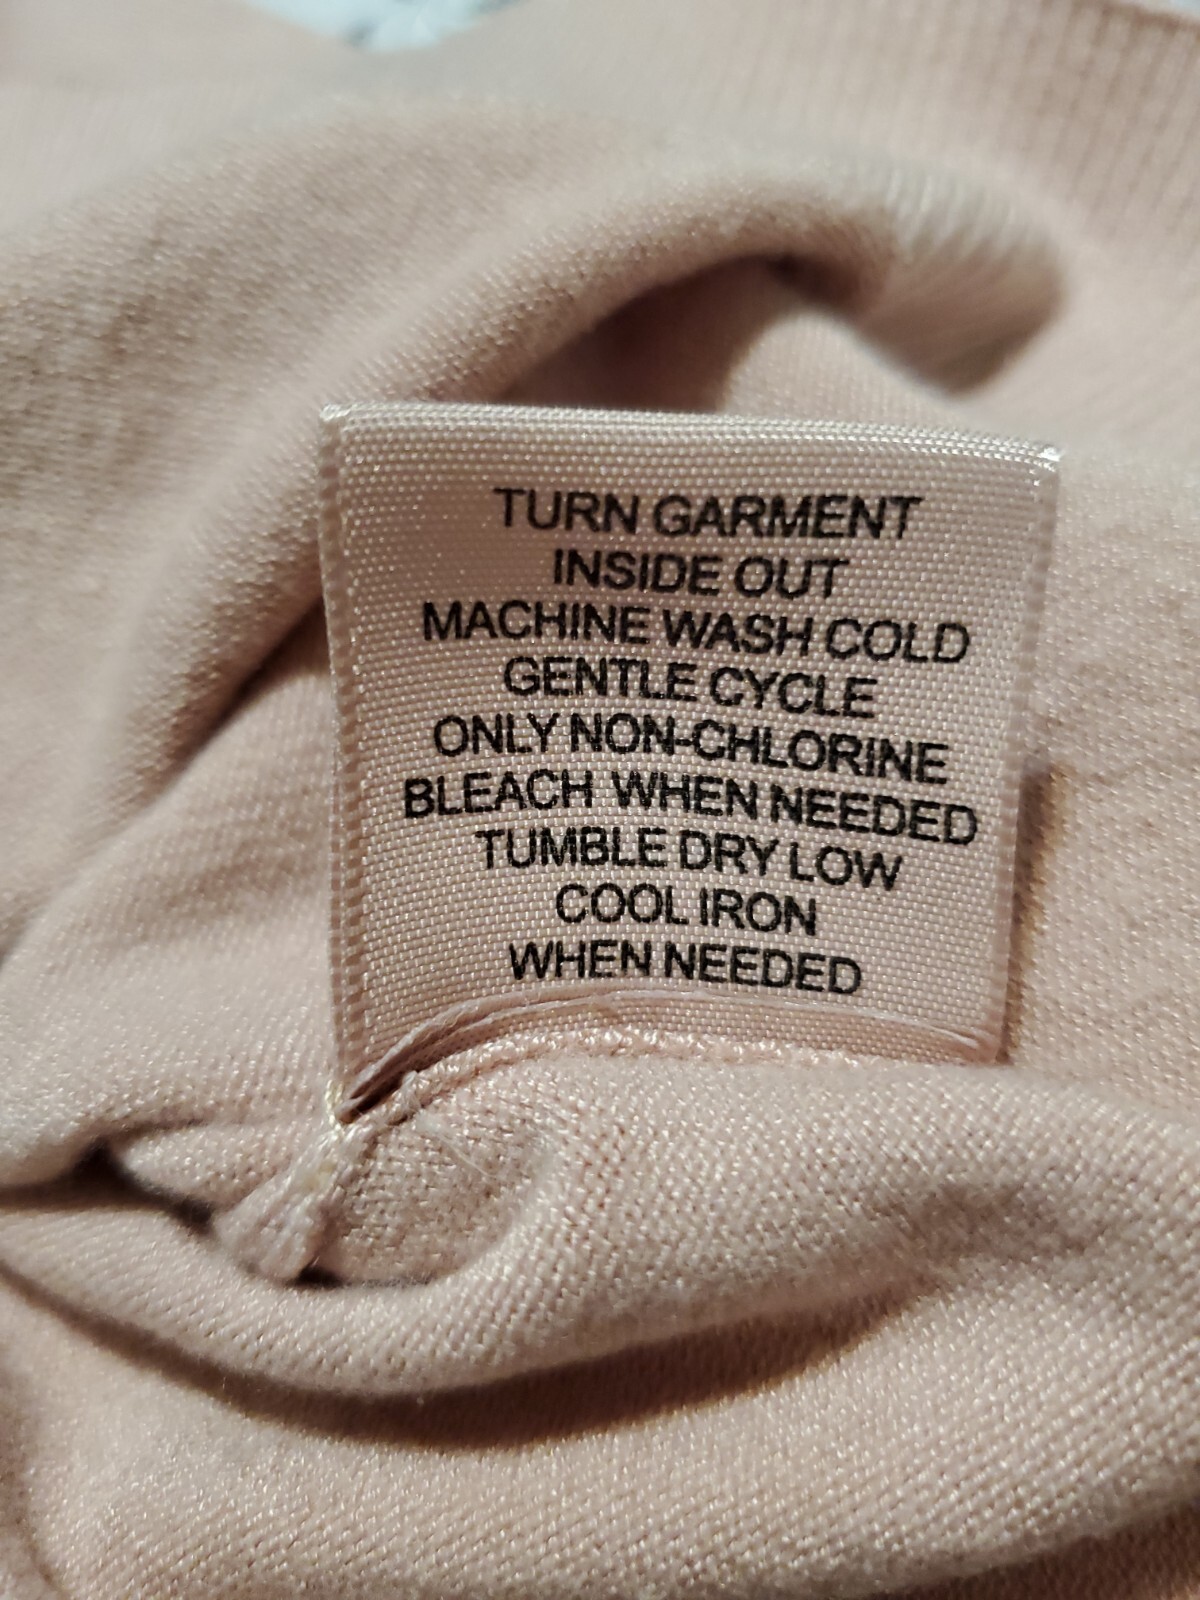 TURN GARMENT
INSIDE OUT
MACHINE WASH COLD
GENTLE CYCLE
ONLY NON-CHLORINE
BLEACH WHEN NEEDED
TUMBLE DRY LOW
COOL IRON
WHEN NEEDED